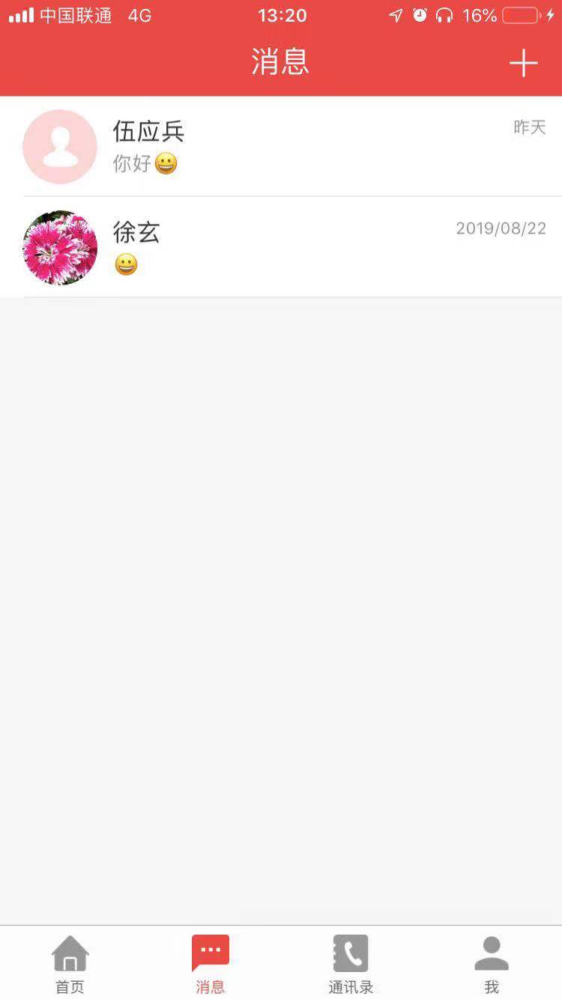 中国联通 4G 13:20 16%
消息
伍应兵 昨天
你好😀
徐玄 2019/08/22
😀
首页 消息 通讯录 我